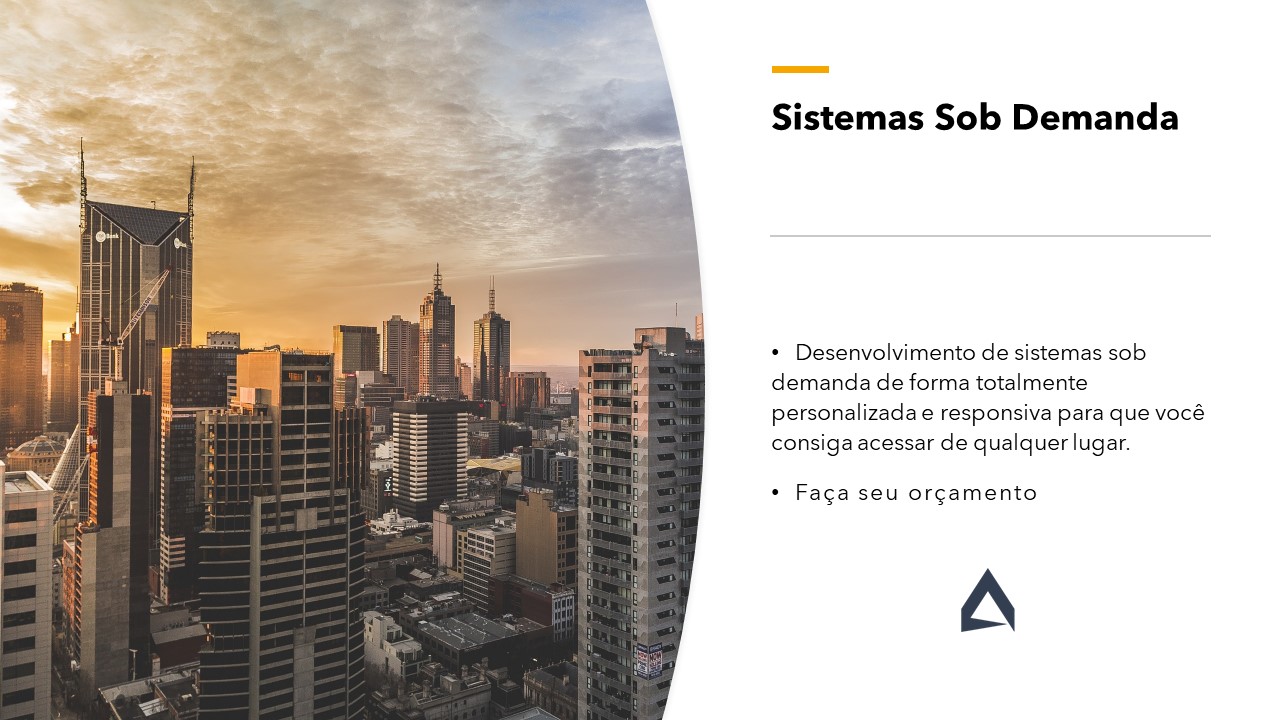 Sistemas Sob Demanda
• Desenvolvimento de sistemas sob
demanda de forma totalmente
personalizada e responsiva para que você
consiga acessar de qualquer lugar.
• Faça seu orçamento